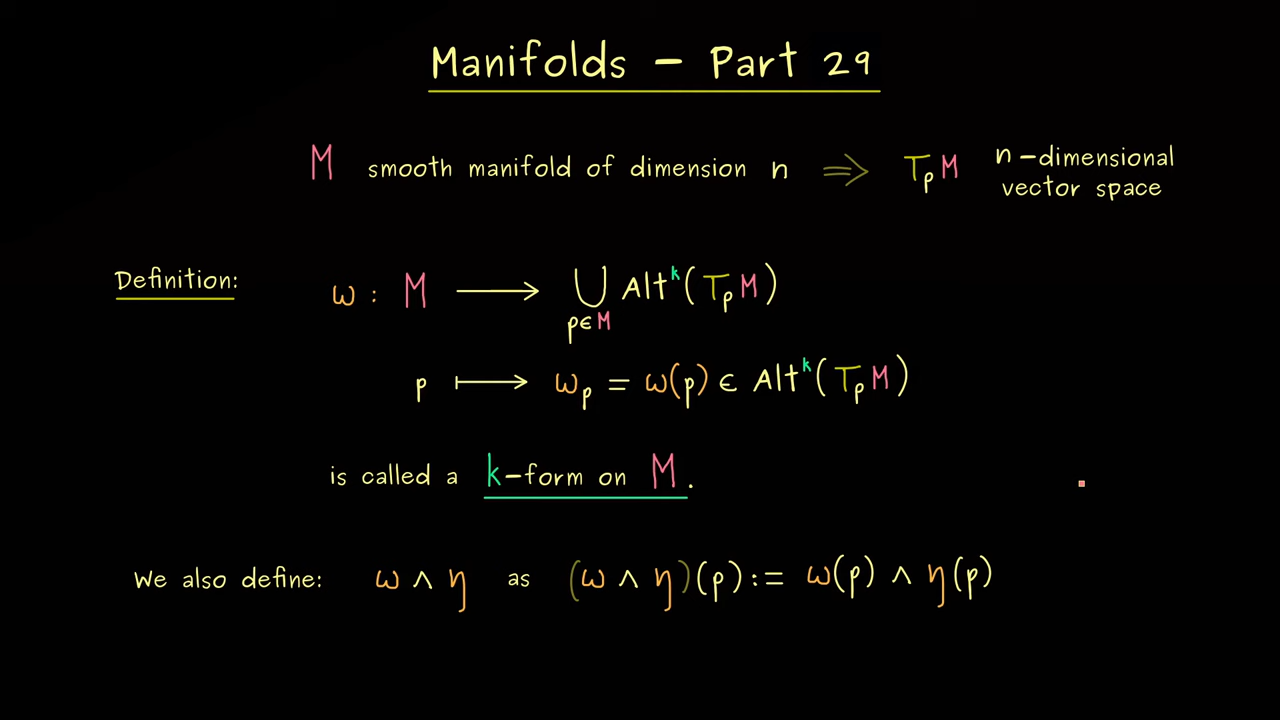 Manifolds - Part 29
M smooth manifold of dimension n ⇒ TₚM n-dimensional vector space
Definition: ω : M ⟶ ⋃_{p∈M} Altᵏ(TₚM)
p ⟼ ωₚ = ω(p) ∈ Altᵏ(TₚM)
is called a k-form on M.
We also define: ω ∧ η as (ω ∧ η)(p) := ω(p) ∧ η(p)